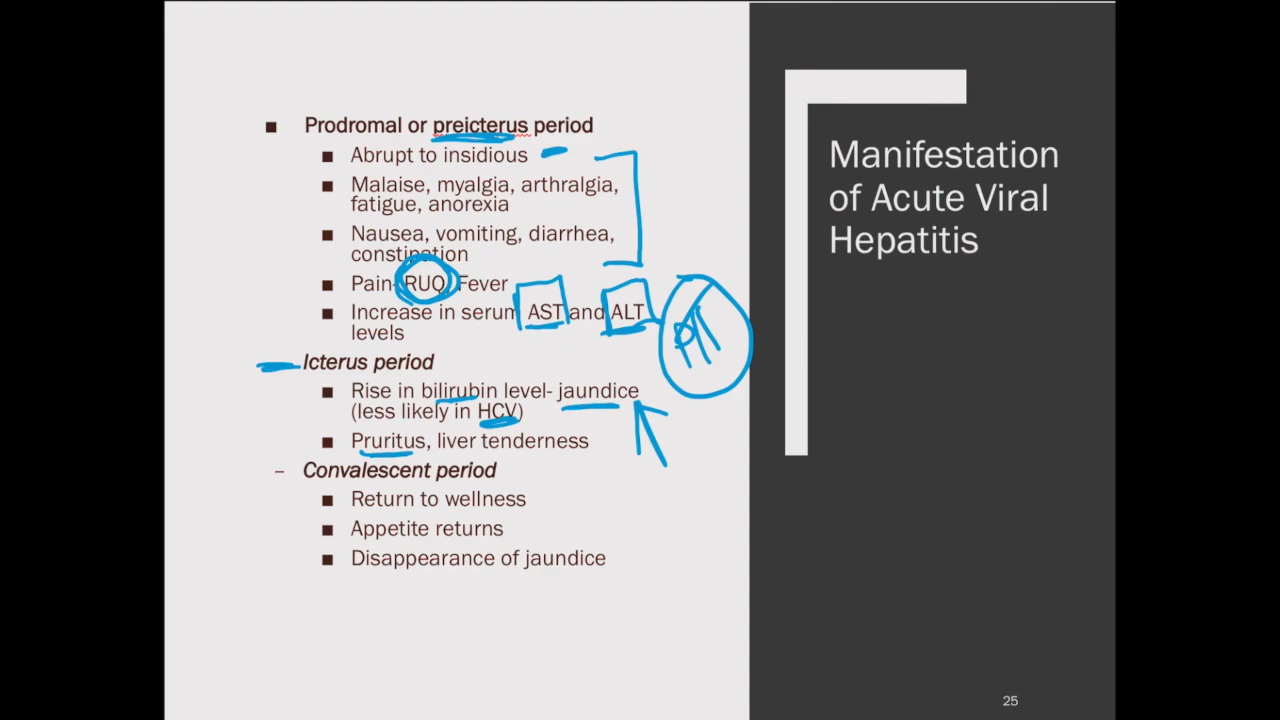 Prodromal or preicterus period
Abrupt to insidious
Malaise, myalgia, arthralgia,
fatigue, anorexia
Nausea, vomiting, diarrhea,
constipation
Pain- RUQ, Fever
Increase in serum AST and ALT
levels
Icterus period
Rise in bilirubin level- jaundice
(less likely in HCV)
Pruritus, liver tenderness
– Convalescent period
Return to wellness
Appetite returns
Disappearance of jaundice
Manifestation
of Acute Viral
Hepatitis
25